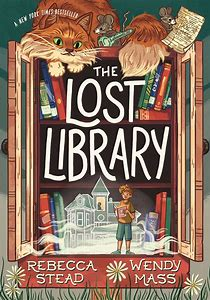 A NEW YORK TIMES BESTSELLER
THE
LOST
LIBRARY
REBECCA WENDY
STEAD MASS